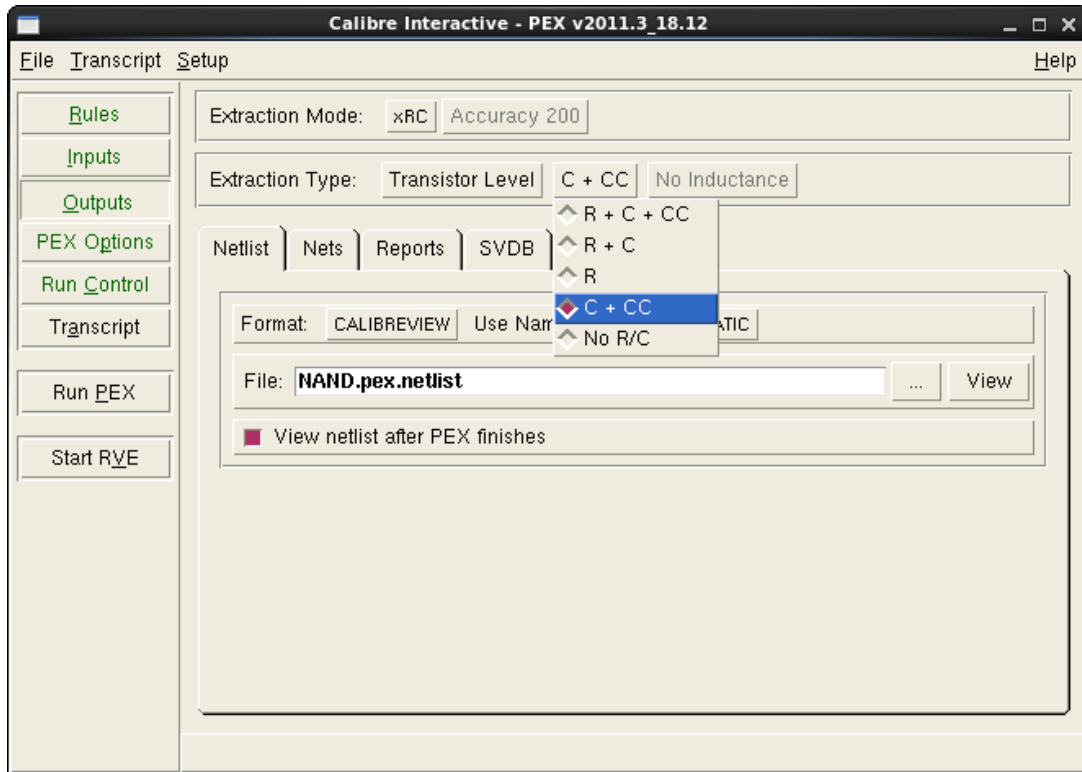 Calibre Interactive - PEX v2011.3_18.12
File Transcript Setup Help
Rules
Inputs
Outputs
PEX Options
Run Control
Transcript
Run PEX
Start RVE
Extraction Mode: xRC Accuracy 200
Extraction Type: Transistor Level C + CC No Inductance
R + C + CC
R + C
R
C + CC
No R/C
Netlist Nets Reports SVDB
Format: CALIBREVIEW Use
File: NAND.pex.netlist ... View
View netlist after PEX finishes